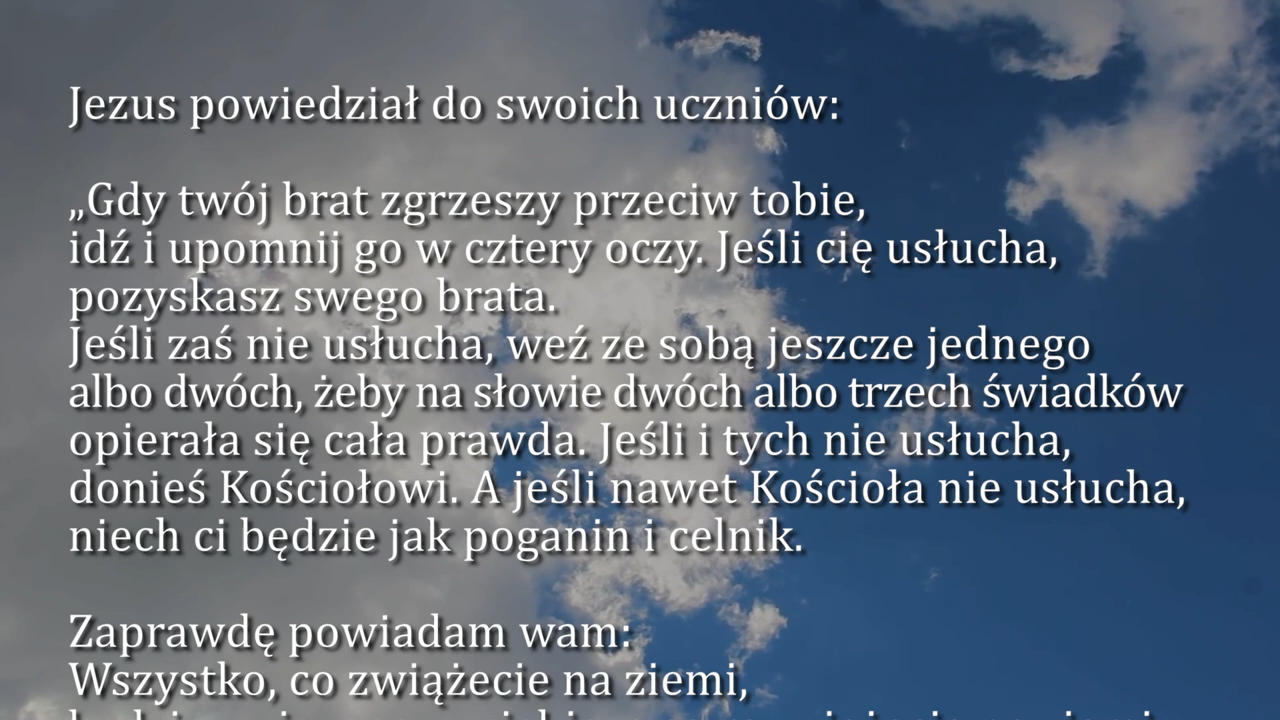 Jezus powiedział do swoich uczniów:
„Gdy twój brat zgrzeszy przeciw tobie,
idź i upomnij go w cztery oczy. Jeśli cię usłucha,
pozyskasz swego brata.
Jeśli zaś nie usłucha, weź ze sobą jeszcze jednego
albo dwóch, żeby na słowie dwóch albo trzech świadków
opierała się cała prawda. Jeśli i tych nie usłucha,
donieś Kościołowi. A jeśli nawet Kościoła nie usłucha,
niech ci będzie jak poganin i celnik.
Zaprawdę powiadam wam:
Wszystko, co zwiążecie na ziemi,